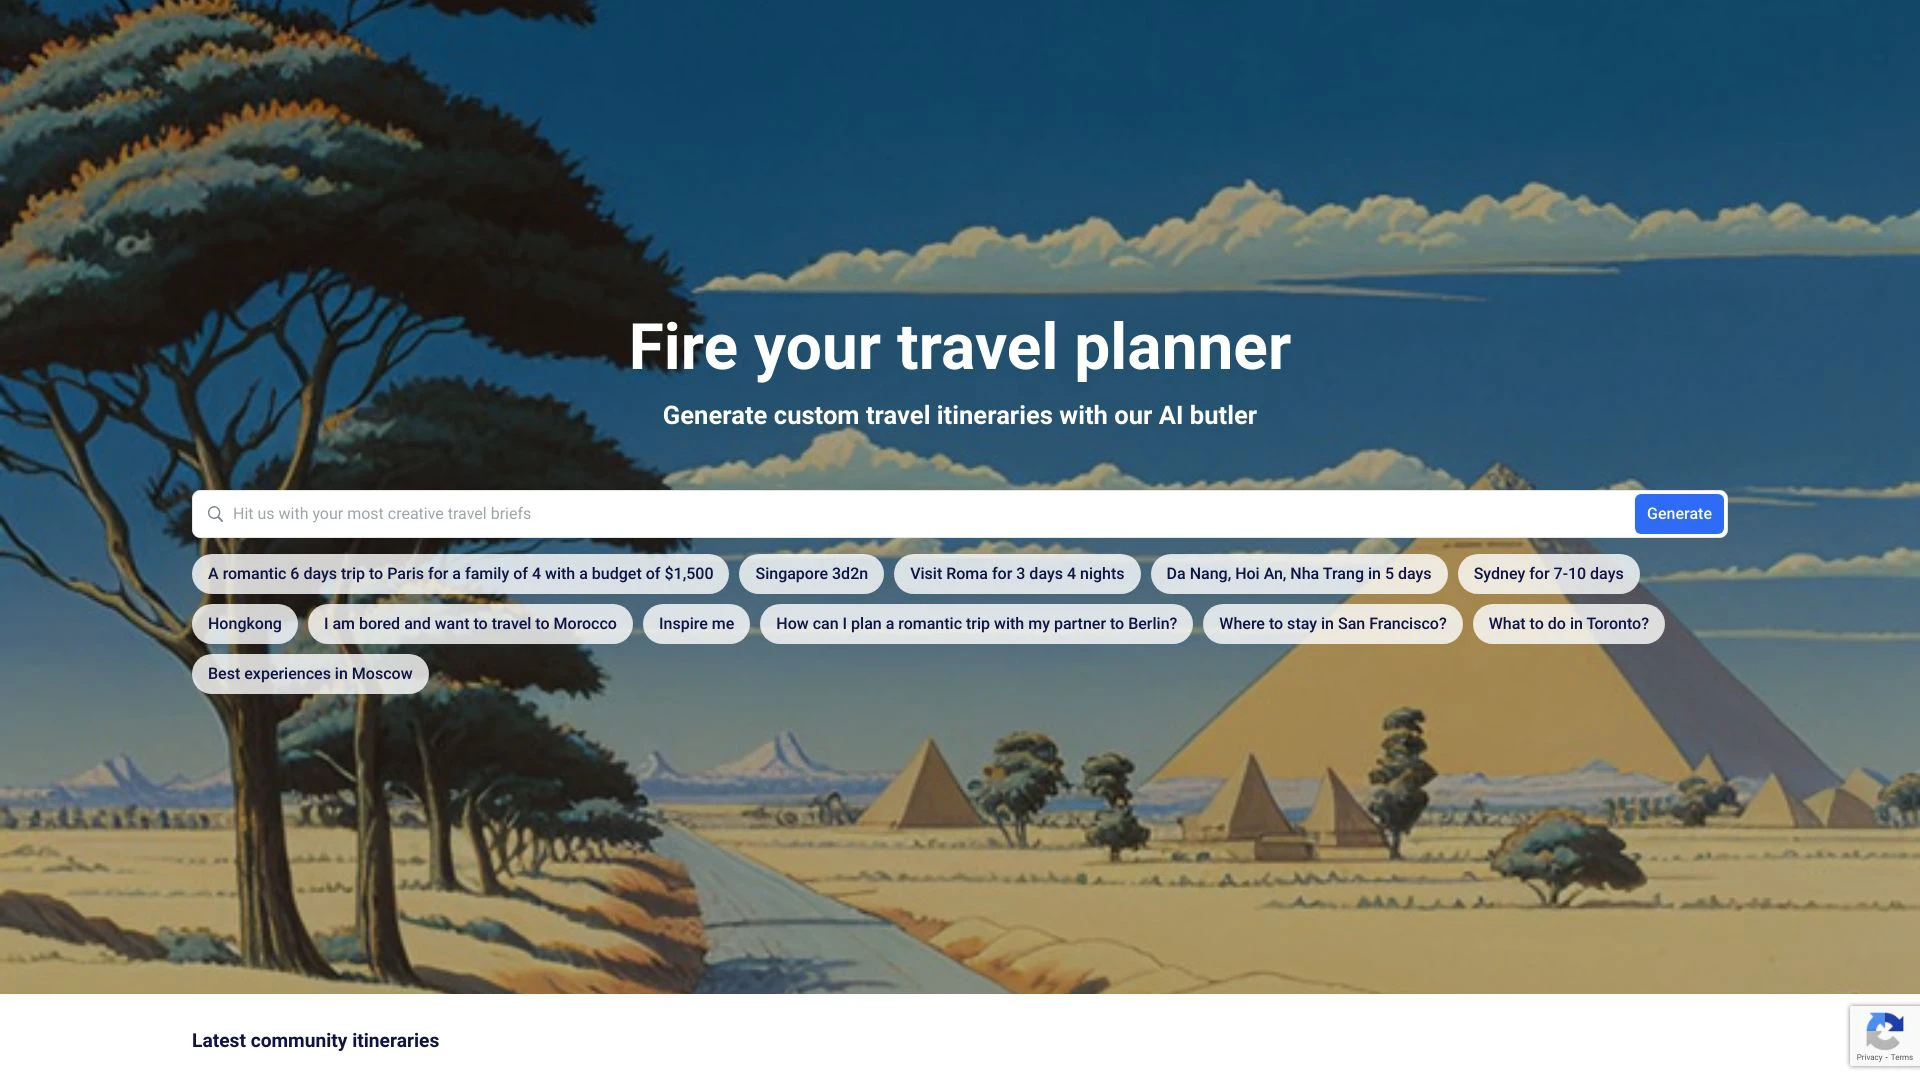 Fire your travel planner
Generate custom travel itineraries with our AI butler
Hit us with your most creative travel briefs
Generate
A romantic 6 days trip to Paris for a family of 4 with a budget of $1,500
Singapore 3d2n
Visit Roma for 3 days 4 nights
Da Nang, Hoi An, Nha Trang in 5 days
Sydney for 7-10 days
Hongkong
I am bored and want to travel to Morocco
Inspire me
How can I plan a romantic trip with my partner to Berlin?
Where to stay in San Francisco?
What to do in Toronto?
Best experiences in Moscow
Latest community itineraries
Privacy - Terms